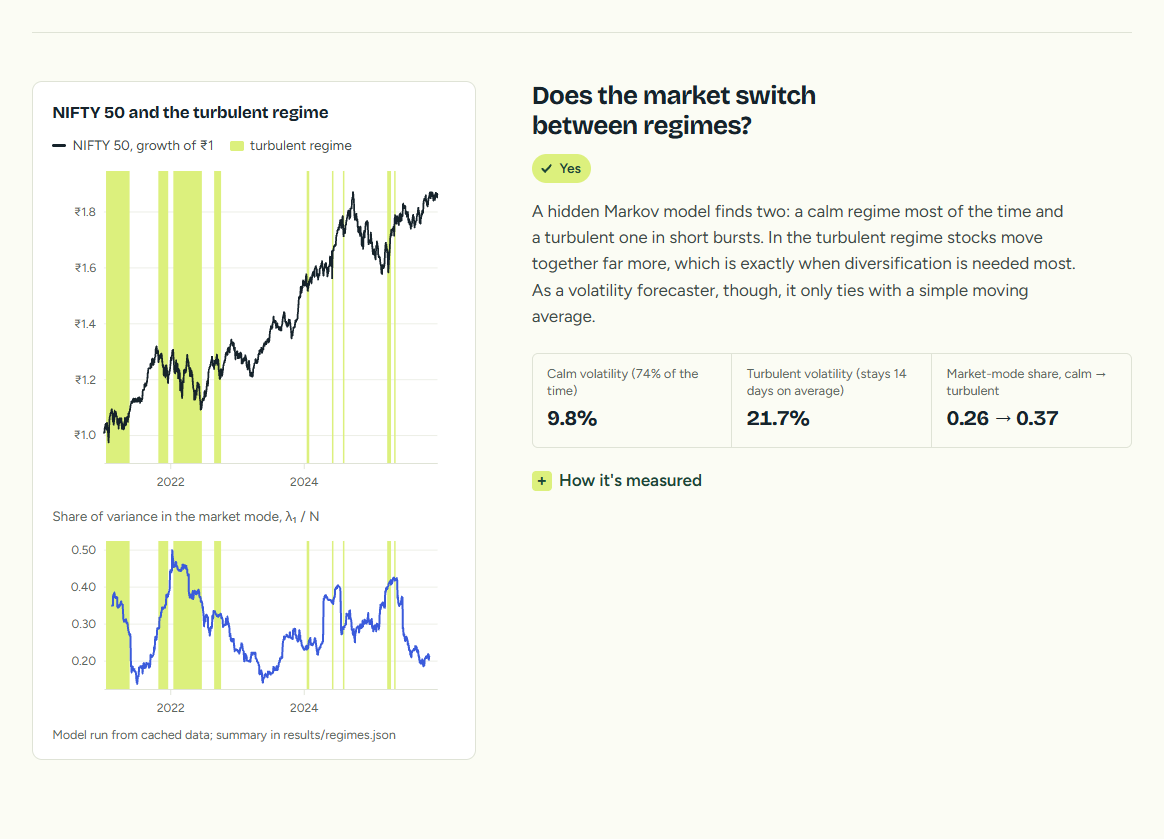 NIFTY 50 and the turbulent regime
NIFTY 50, growth of ₹1
turbulent regime
₹1.8
₹1.6
₹1.4
₹1.2
₹1.0
2022
2024
Share of variance in the market mode, λ₁ / N
0.50
0.40
0.30
0.20
2022
2024
Model run from cached data; summary in results/regimes.json
Does the market switch
between regimes?
Yes
A hidden Markov model finds two: a calm regime most of the time and
a turbulent one in short bursts. In the turbulent regime stocks move
together far more, which is exactly when diversification is needed most.
As a volatility forecaster, though, it only ties with a simple moving
average.
Calm volatility (74% of the
time)
9.8%
Turbulent volatility (stays 14
days on average)
21.7%
Market-mode share, calm →
turbulent
0.26 → 0.37
+ How it's measured